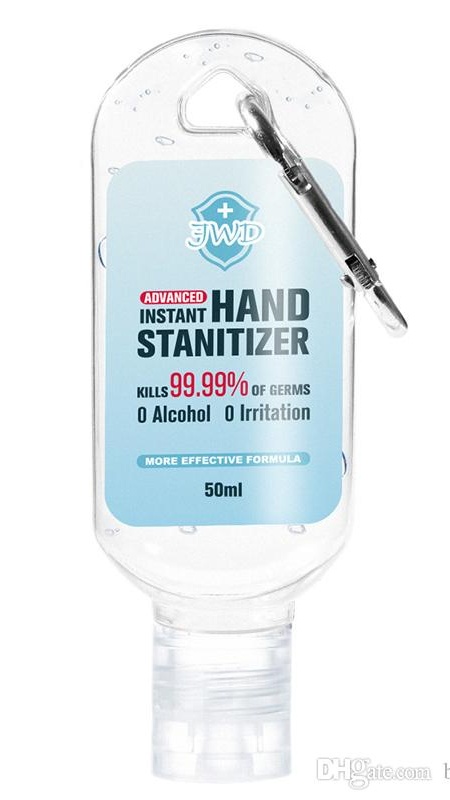 JWD
ADVANCED
INSTANT HAND
STANITIZER
KILLS 99.99% OF GERMS
0 Alcohol 0 Irritation
MORE EFFECTIVE FORMULA
50ml
DHgate.com b